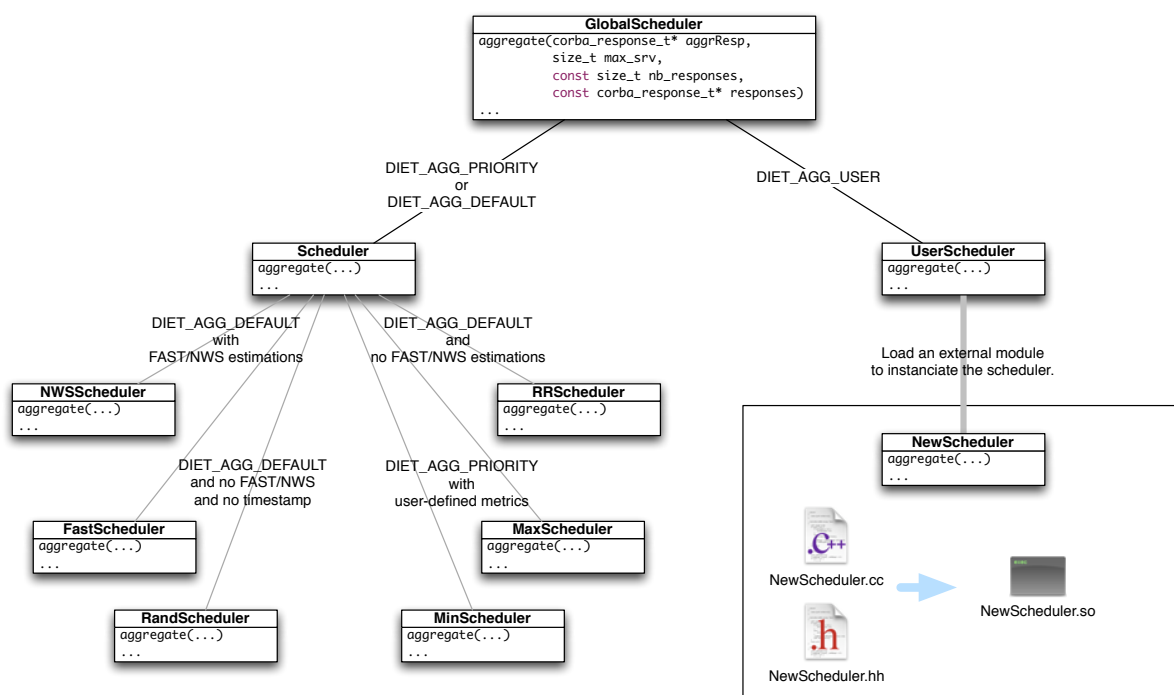 GlobalScheduler
aggregate(corba_response_t* aggrResp,
size_t max_srv,
const size_t nb_responses,
const corba_response_t* responses)
...
DIET_AGG_PRIORITY
or
DIET_AGG_DEFAULT
DIET_AGG_USER
Scheduler
aggregate(...)
...
UserScheduler
aggregate(...)
...
DIET_AGG_DEFAULT
with
FAST/NWS estimations
DIET_AGG_DEFAULT
and
no FAST/NWS estimations
Load an external module
to instanciate the scheduler.
NWSScheduler
aggregate(...)
...
RRScheduler
aggregate(...)
...
NewScheduler
aggregate(...)
...
DIET_AGG_DEFAULT
and no FAST/NWS
and no timestamp
DIET_AGG_PRIORITY
with
user-defined metrics
FastScheduler
aggregate(...)
...
MaxScheduler
aggregate(...)
...
RandScheduler
aggregate(...)
...
MinScheduler
aggregate(...)
...
.C++
NewScheduler.cc
NewScheduler.so
.h
NewScheduler.hh